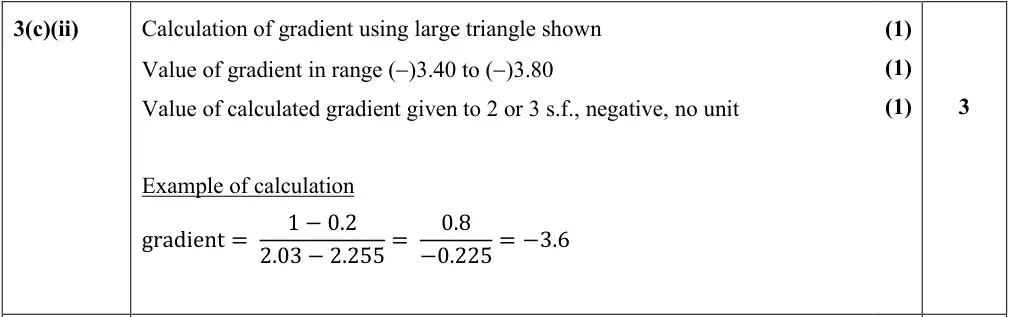 3(c)(ii) Calculation of gradient using large triangle shown (1)
Value of gradient in range (–)3.40 to (–)3.80 (1)
Value of calculated gradient given to 2 or 3 s.f., negative, no unit (1) 3
Example of calculation
gradient = (1 − 0.2)/(2.03 − 2.255) = 0.8/(−0.225) = −3.6